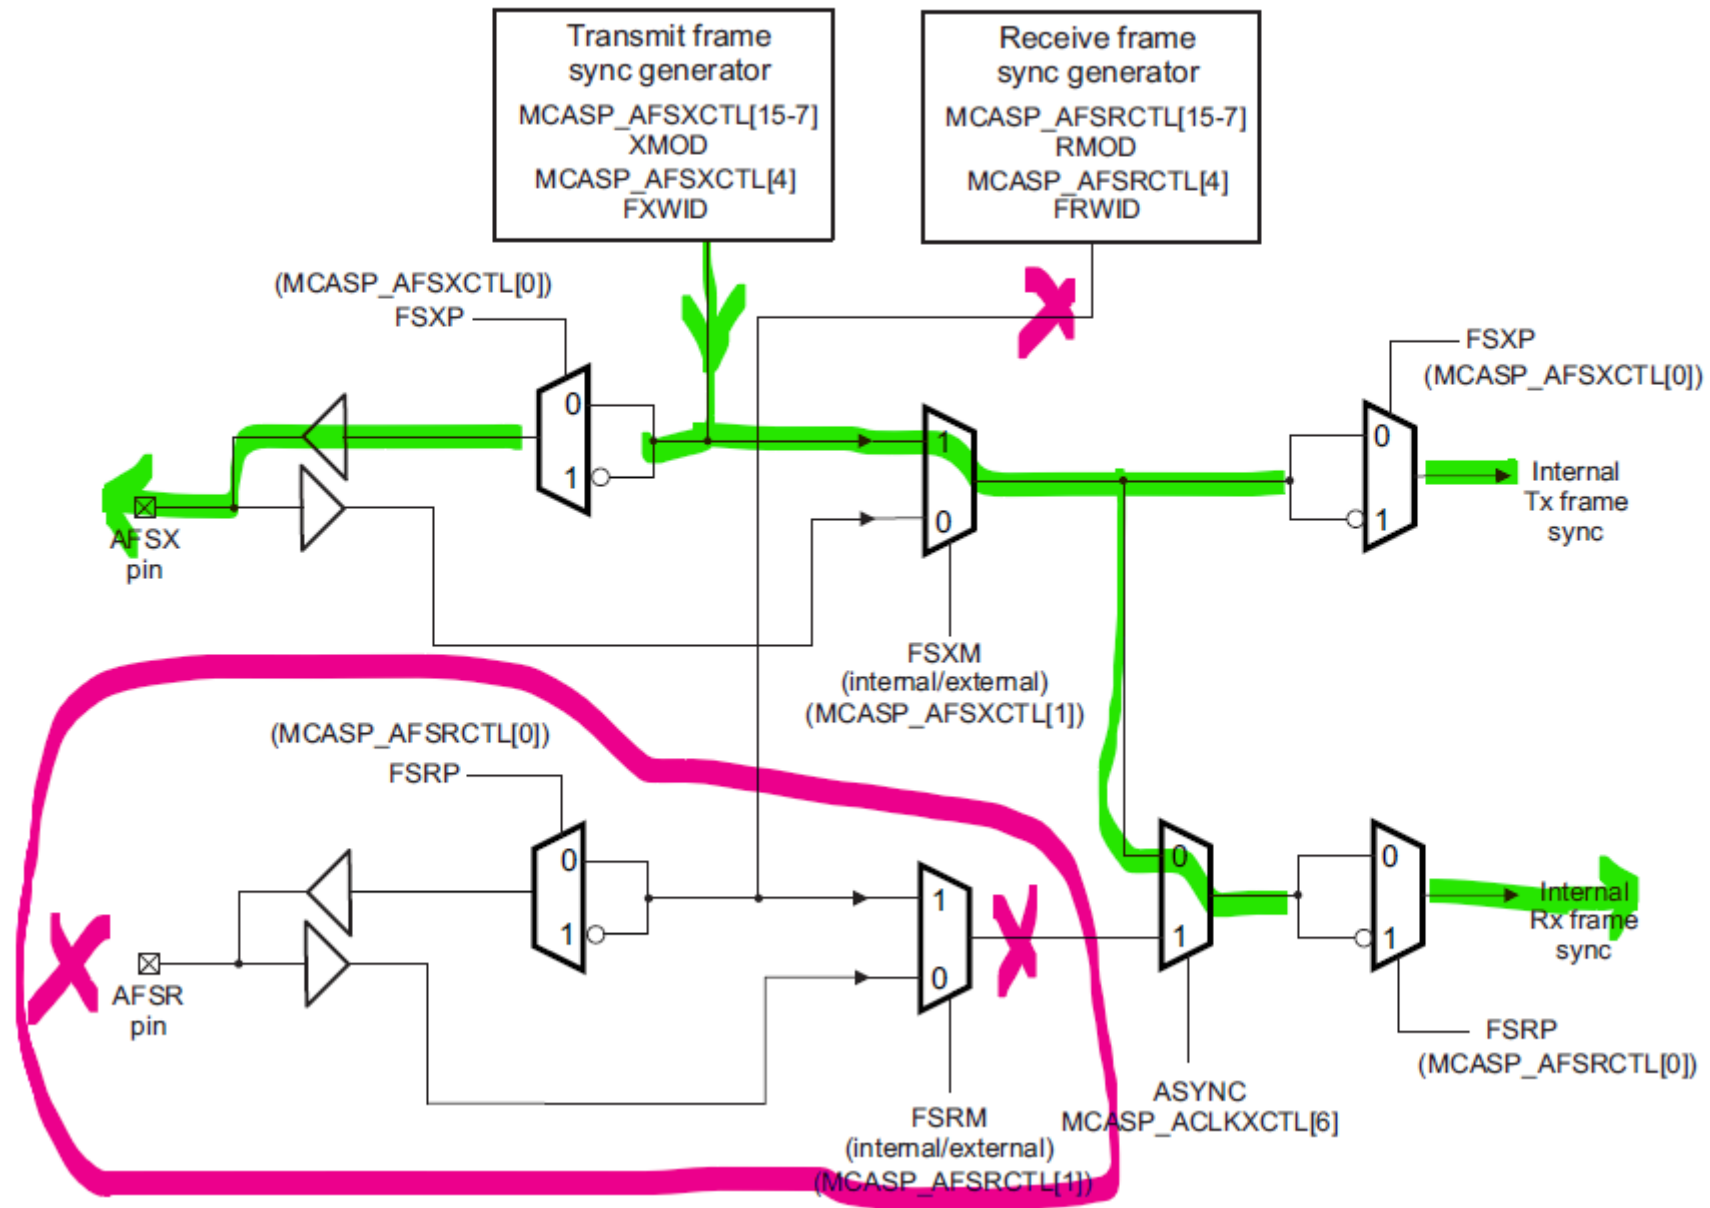 Transmit frame
sync generator
MCASP_AFSXCTL[15-7]
XMOD
MCASP_AFSXCTL[4]
FXWID
Receive frame
sync generator
MCASP_AFSRCTL[15-7]
RMOD
MCASP_AFSRCTL[4]
FRWID
(MCASP_AFSXCTL[0])
FSXP
0
1
AFSX
pin
1
0
FSXM
(internal/external)
(MCASP_AFSXCTL[1])
FSXP
(MCASP_AFSXCTL[0])
0
1
Internal
Tx frame
sync
(MCASP_AFSRCTL[0])
FSRP
0
1
AFSR
pin
1
0
FSRM
(internal/external)
(MCASP_AFSRCTL[1])
0
1
ASYNC
MCASP_ACLKXCTL[6]
0
1
Internal
Rx frame
sync
FSRP
(MCASP_AFSRCTL[0])